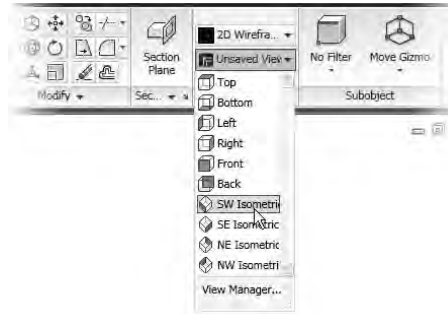 2D Wirefra...
Unsaved View
Section
Plane
No Filter
Move Gizmo
Modify
Sec...
Subobject
Top
Bottom
Left
Right
Front
Back
SW Isometric
SE Isometric
NE Isometric
NW Isometri
View Manager...